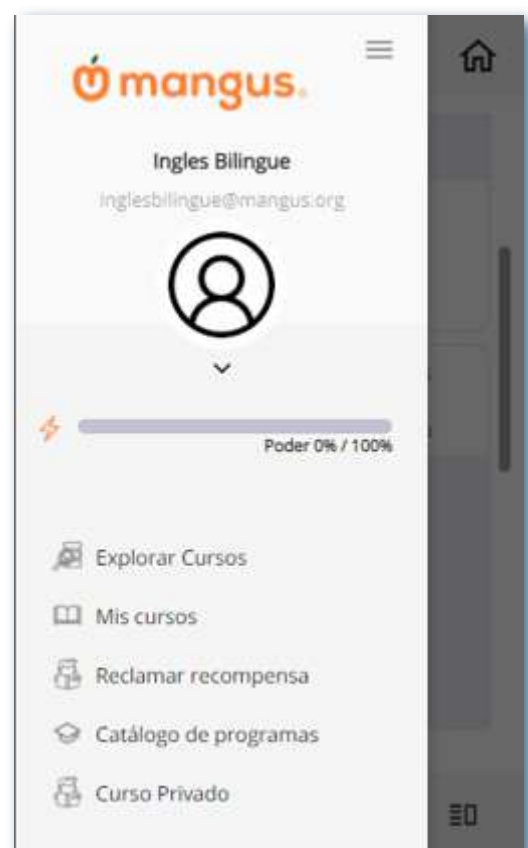 mangus.
Ingles Bilingue
inglesbilingue@mangus.org
Poder 0% / 100%
Explorar Cursos
Mis cursos
Reclamar recompensa
Catálogo de programas
Curso Privado